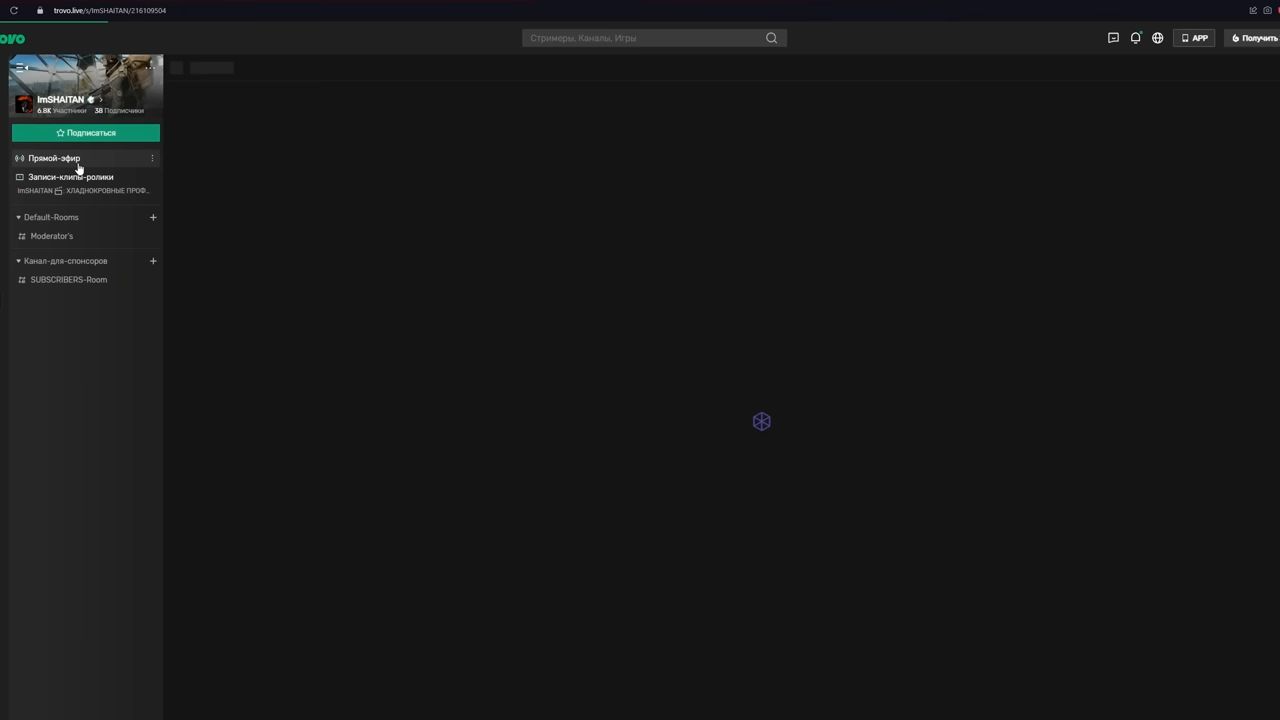 trovo.live/s/ImSHAITAN/216109504
ovo
Стримеры, Каналы, Игры
APP
Получить
ImSHAITAN
6.8K Участники 38 Подписчики
Подписаться
Прямой-эфир
Записи-клипы-ролики
ImSHAITAN : ХЛАДНОКРОВНЫЕ ПРОФ...
Default-Rooms
Moderator's
Канал-для-спонсоров
SUBSCRIBERS-Room